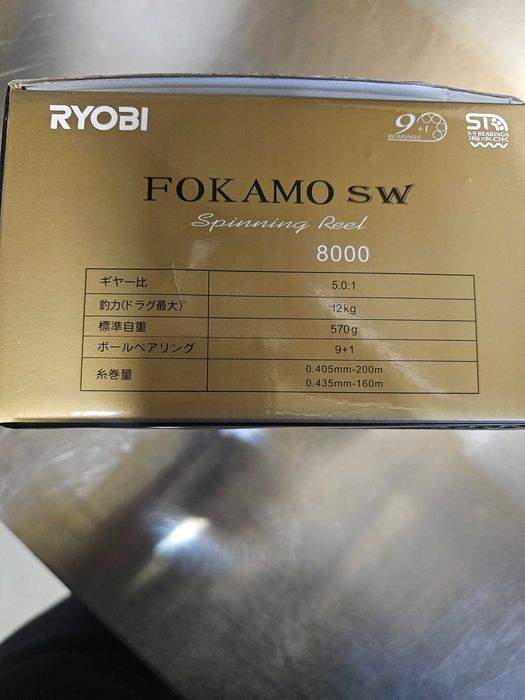 RYOBI
9+1
BEARINGS
ST
S·S BEARINGS
海水OK
FOKAMO SW
Spinning Reel
8000
ギヤー比 5.0:1
釣力(ドラグ最大) 12kg
標準自重 570g
ボールベアリング 9+1
糸巻量 0.405mm-200m
0.435mm-160m